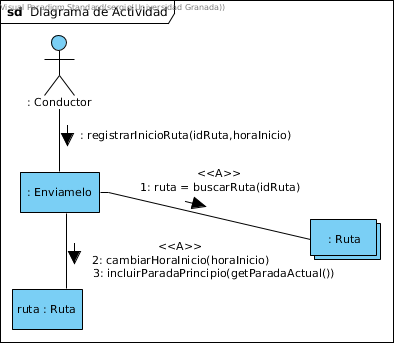 Visual Paradigm Standard(sergio(Universidad Granada))
sd Diagrama de Actividad
: Conductor
: registrarInicioRuta(idRuta,horaInicio)
: Enviamelo
<<A>>
1: ruta = buscarRuta(idRuta)
: Ruta
<<A>>
2: cambiarHoraInicio(horaInicio)
3: incluirParadaPrincipio(getParadaActual())
ruta : Ruta